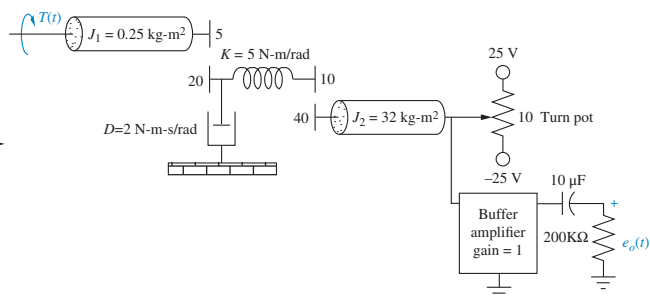 T(t)
J₁ = 0.25 kg-m²
5
K = 5 N-m/rad
20
10
D=2 N-m-s/rad
40
J₂ = 32 kg-m²
25 V
10 Turn pot
–25 V
10 μF
Buffer
amplifier
gain = 1
200KΩ
+
eₒ(t)